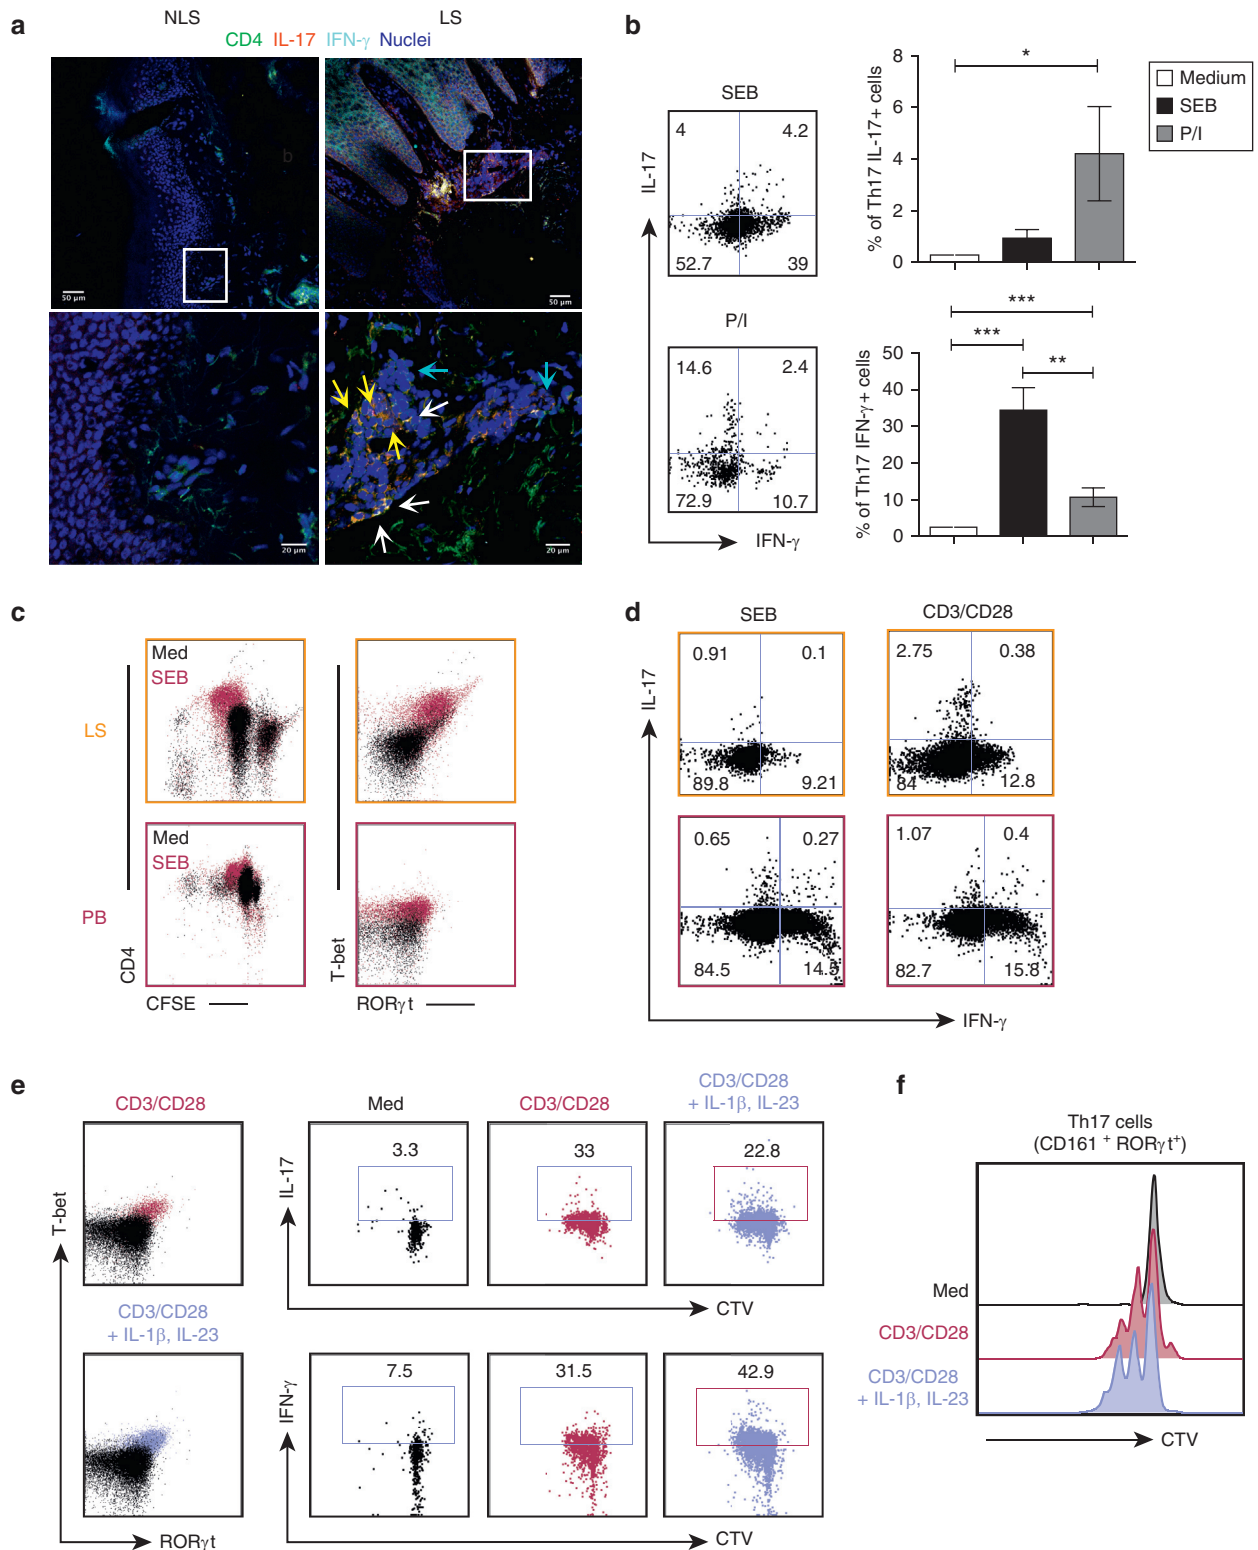 a
NLS
LS
CD4 IL-17 IFN-γ Nuclei
b
50 µm
50 µm
20 µm
20 µm
b
SEB
IL-17
4
4.2
52.7
39
P/I
14.6
2.4
72.9
10.7
IFN-γ
% of Th17 IL-17+ cells
8
6
4
2
0
*
Medium
SEB
P/I
% of Th17 IFN-γ+ cells
50
40
30
20
10
0
***
***
**
c
LS
Med
SEB
PB
Med
SEB
CD4
CFSE
T-bet
RORγt
d
SEB
CD3/CD28
IL-17
0.91
0.1
89.8
9.21
2.75
0.38
84
12.8
0.65
0.27
84.5
14.5
1.07
0.4
82.7
15.8
IFN-γ
e
CD3/CD28
T-bet
CD3/CD28
+ IL-1β, IL-23
RORγt
Med
CD3/CD28
CD3/CD28
+ IL-1β, IL-23
IL-17
3.3
33
22.8
CTV
IFN-γ
7.5
31.5
42.9
CTV
f
Th17 cells
(CD161 + RORγt+)
Med
CD3/CD28
CD3/CD28
+ IL-1β, IL-23
CTV